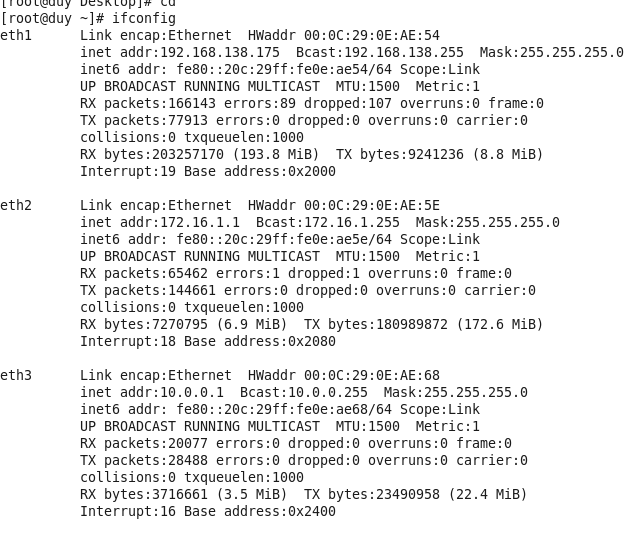 [root@duy Desktop]# cd
[root@duy ~]# ifconfig
eth1      Link encap:Ethernet  HWaddr 00:0C:29:0E:AE:54
          inet addr:192.168.138.175  Bcast:192.168.138.255  Mask:255.255.255.0
          inet6 addr: fe80::20c:29ff:fe0e:ae54/64 Scope:Link
          UP BROADCAST RUNNING MULTICAST  MTU:1500  Metric:1
          RX packets:166143 errors:89 dropped:107 overruns:0 frame:0
          TX packets:77913 errors:0 dropped:0 overruns:0 carrier:0
          collisions:0 txqueuelen:1000
          RX bytes:203257170 (193.8 MiB)  TX bytes:9241236 (8.8 MiB)
          Interrupt:19 Base address:0x2000

eth2      Link encap:Ethernet  HWaddr 00:0C:29:0E:AE:5E
          inet addr:172.16.1.1  Bcast:172.16.1.255  Mask:255.255.255.0
          inet6 addr: fe80::20c:29ff:fe0e:ae5e/64 Scope:Link
          UP BROADCAST RUNNING MULTICAST  MTU:1500  Metric:1
          RX packets:65462 errors:1 dropped:1 overruns:0 frame:0
          TX packets:144661 errors:0 dropped:0 overruns:0 carrier:0
          collisions:0 txqueuelen:1000
          RX bytes:7270795 (6.9 MiB)  TX bytes:180989872 (172.6 MiB)
          Interrupt:18 Base address:0x2080

eth3      Link encap:Ethernet  HWaddr 00:0C:29:0E:AE:68
          inet addr:10.0.0.1  Bcast:10.0.0.255  Mask:255.255.255.0
          inet6 addr: fe80::20c:29ff:fe0e:ae68/64 Scope:Link
          UP BROADCAST RUNNING MULTICAST  MTU:1500  Metric:1
          RX packets:20077 errors:0 dropped:0 overruns:0 frame:0
          TX packets:28488 errors:0 dropped:0 overruns:0 carrier:0
          collisions:0 txqueuelen:1000
          RX bytes:3716661 (3.5 MiB)  TX bytes:23490958 (22.4 MiB)
          Interrupt:16 Base address:0x2400